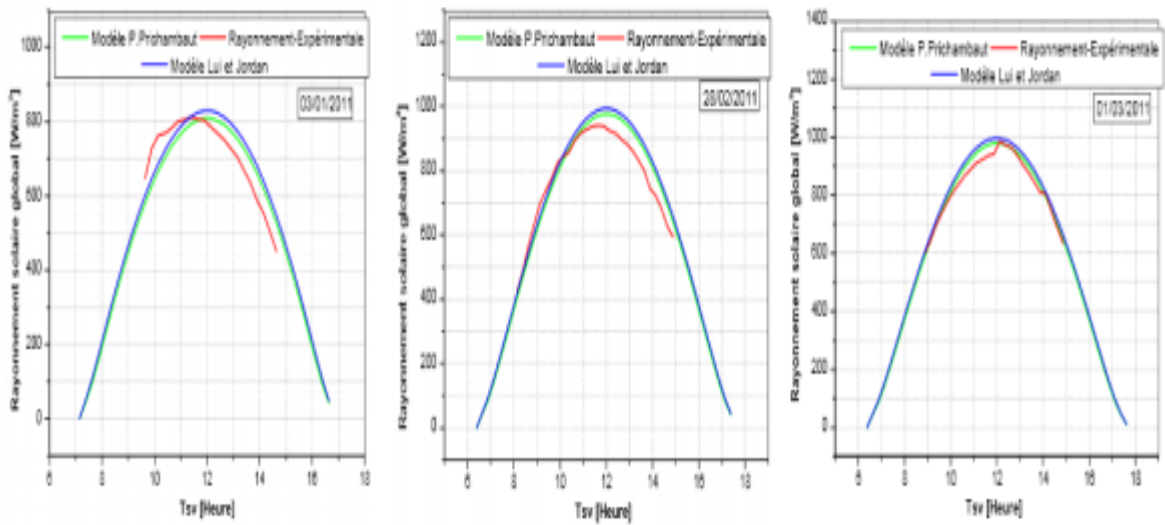 Modèle P.Prichambaut
Rayonnement-Expérimentale
Modèle Lui et Jordan
03/01/2011
Rayonnement solaire global [W/m²]
1000
800
600
400
200
0
6 8 10 12 14 16 18
Tsv [Heure]
Modèle P.Prichambaut
Rayonnement-Expérimentale
Modèle Lui et Jordan
28/02/2011
Rayonnement solaire global [W/m²]
1200
1000
800
600
400
200
0
6 8 10 12 14 16 18
Tsv [Heure]
Modèle P.Prichambaut
Rayonnement-Expérimentale
Modèle Lui et Jordan
01/03/2011
Rayonnement solaire global [W/m²]
1400
1200
1000
800
600
400
200
0
6 8 10 12 14 16 18
Tsv [Heure]